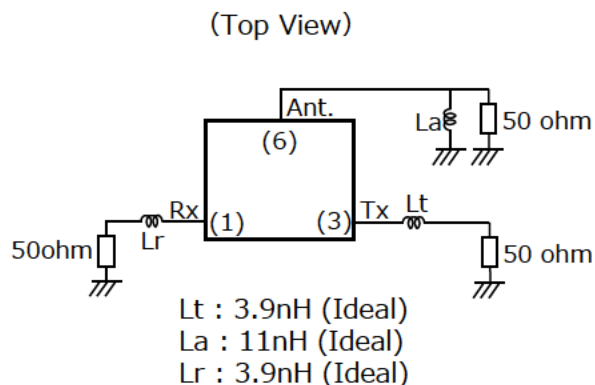 (Top View)
Ant.
(6)
La
50 ohm
Rx
(1)
(3)
Tx
Lt
Lr
50ohm
50 ohm
Lt : 3.9nH (Ideal)
La : 11nH (Ideal)
Lr : 3.9nH (Ideal)